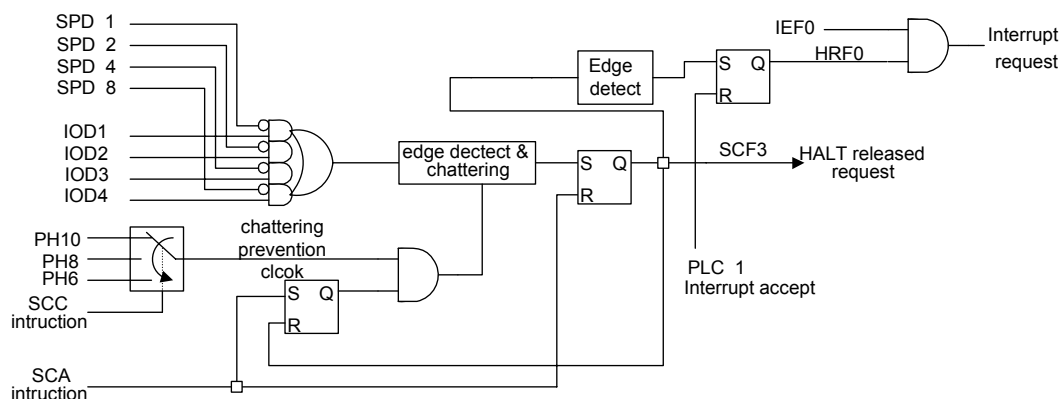 SPD 1
SPD 2
SPD 4
SPD 8
IOD1
IOD2
IOD3
IOD4
PH10
PH8
PH6
SCC
intruction
SCA
intruction
chattering
prevention
clcok
S Q
R
edge dectect &
chattering
S Q
R
Edge
detect
S Q
R
IEF0
HRF0
Interrupt
request
SCF3
HALT released
request
PLC 1
Interrupt accept